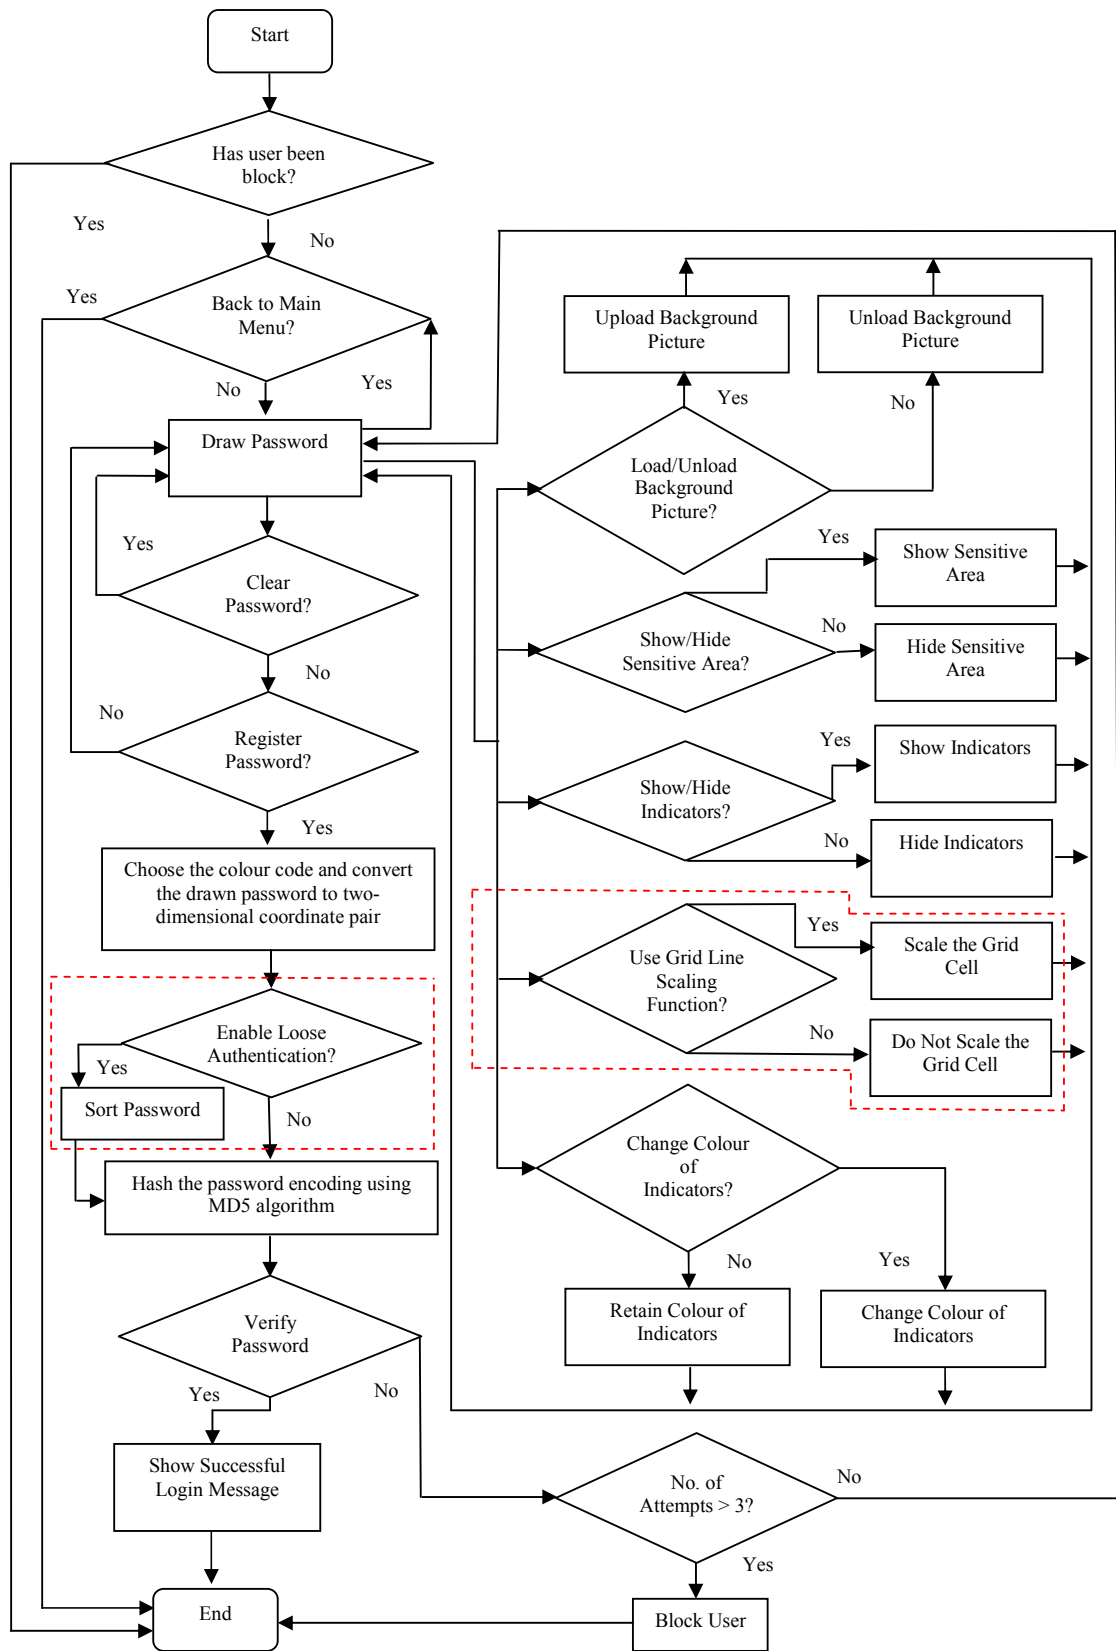 Start
Has user been
block?
Yes
No
Yes
Back to Main
Menu?
No
Yes
Draw Password
Yes
Clear
Password?
No
No
Register
Password?
Yes
Choose the colour code and convert
the drawn password to two-
dimensional coordinate pair
Enable Loose
Authentication?
Yes
Sort Password
No
Hash the password encoding using
MD5 algorithm
Verify
Password
Yes
No
Show Successful
Login Message
End
Upload Background
Picture
Unload Background
Picture
Yes
No
Load/Unload
Background
Picture?
Yes
Show Sensitive
Area
Show/Hide
Sensitive Area?
No
Hide Sensitive
Area
Yes
Show Indicators
Show/Hide
Indicators?
No
Hide Indicators
Yes
Scale the Grid
Cell
Use Grid Line
Scaling
Function?
No
Do Not Scale the
Grid Cell
Change Colour
of
Indicators?
No
Yes
Retain Colour of
Indicators
Change Colour of
Indicators
No. of
Attempts > 3?
No
Yes
Block User